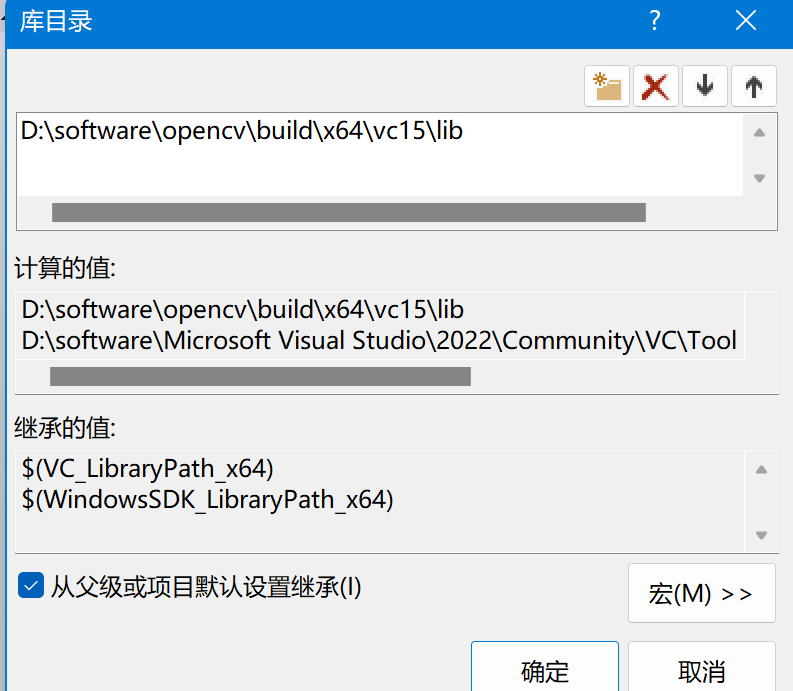 库目录
?
D:\software\opencv\build\x64\vc15\lib
计算的值:
D:\software\opencv\build\x64\vc15\lib
D:\software\Microsoft Visual Studio\2022\Community\VC\Tool
继承的值:
$(VC_LibraryPath_x64)
$(WindowsSDK_LibraryPath_x64)
从父级或项目默认设置继承(I)
宏(M) >>
确定
取消